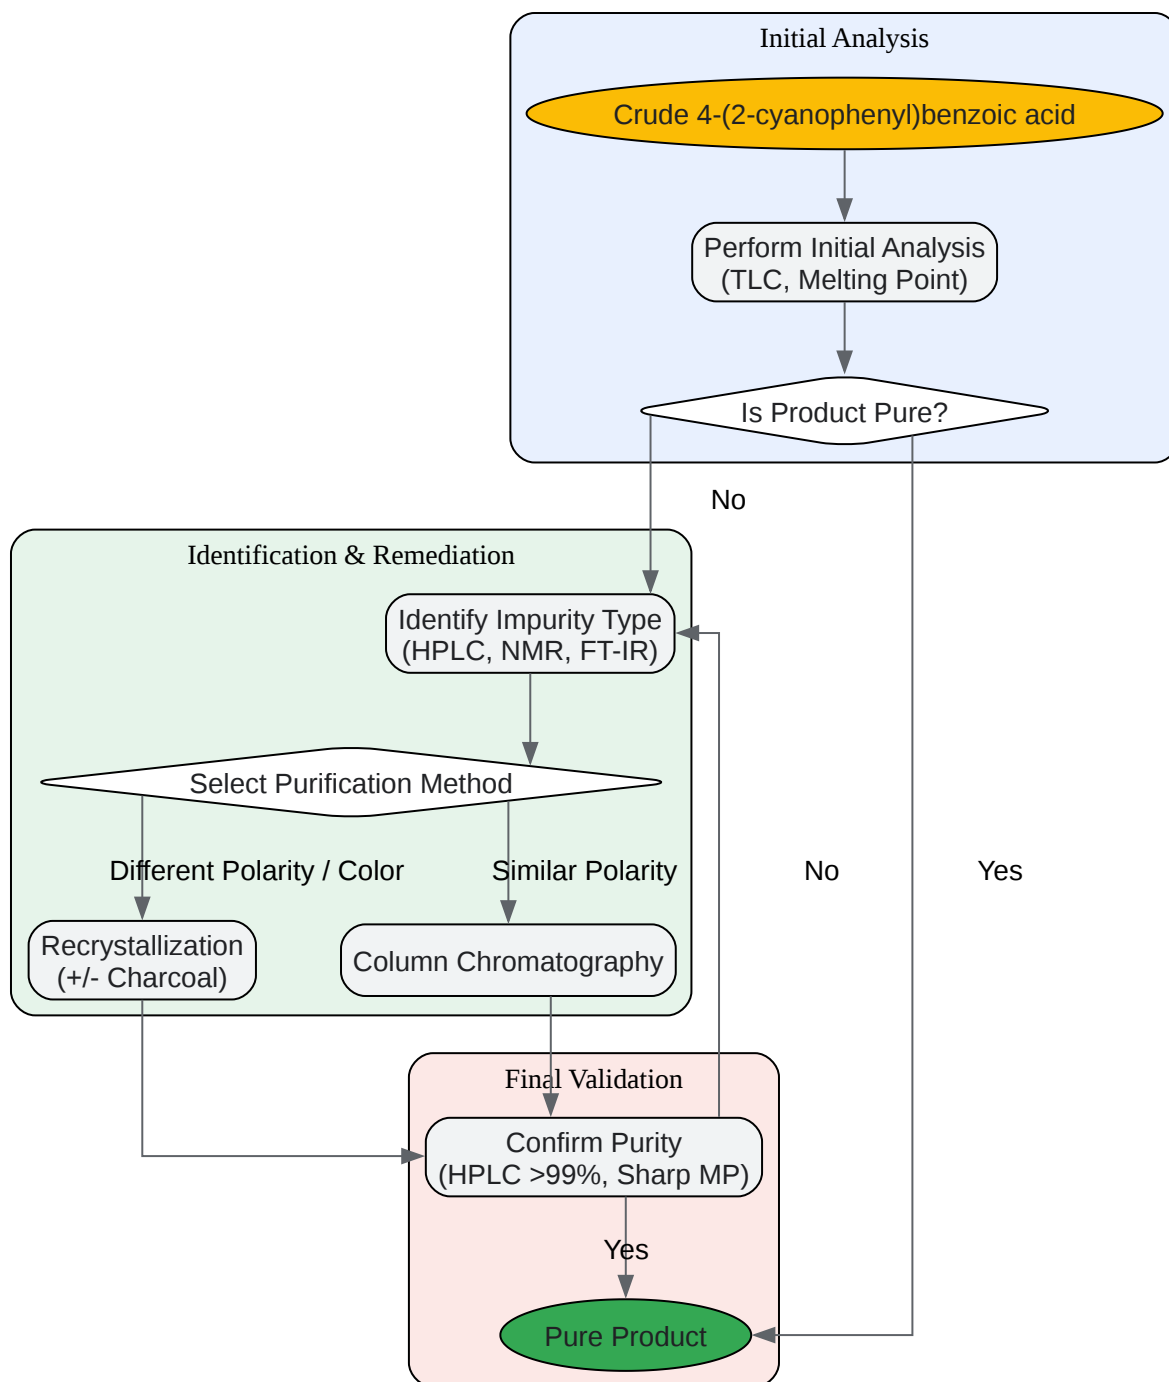 Initial Analysis
Crude 4-(2-cyanophenyl)benzoic acid
Perform Initial Analysis
(TLC, Melting Point)
Is Product Pure?
No
Identification & Remediation
Identify Impurity Type
(HPLC, NMR, FT-IR)
Select Purification Method
Different Polarity / Color
Similar Polarity
No
Yes
Recrystallization
(+/- Charcoal)
Column Chromatography
Final Validation
Confirm Purity
(HPLC >99%, Sharp MP)
Yes
Pure Product